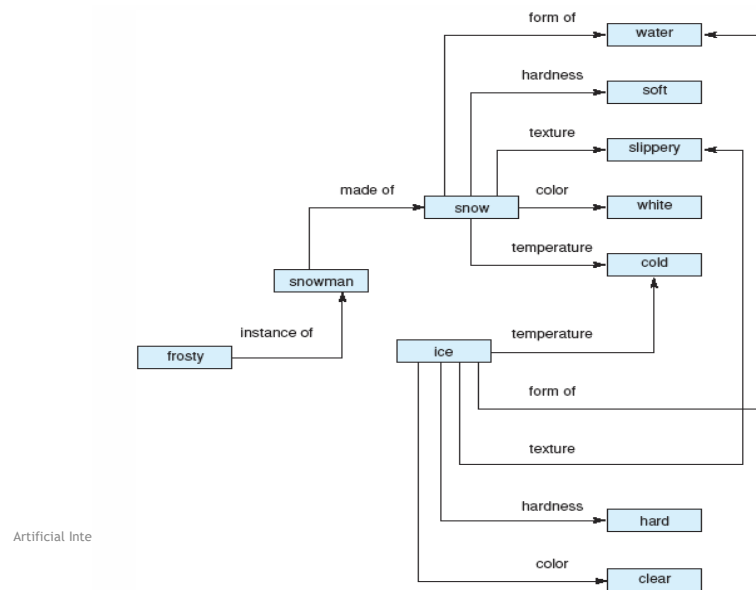 form of
water
hardness
soft
texture
slippery
made of
color
snow
white
temperature
cold
snowman
instance of
temperature
frosty
ice
form of
texture
hardness
hard
Artificial Inte
color
clear